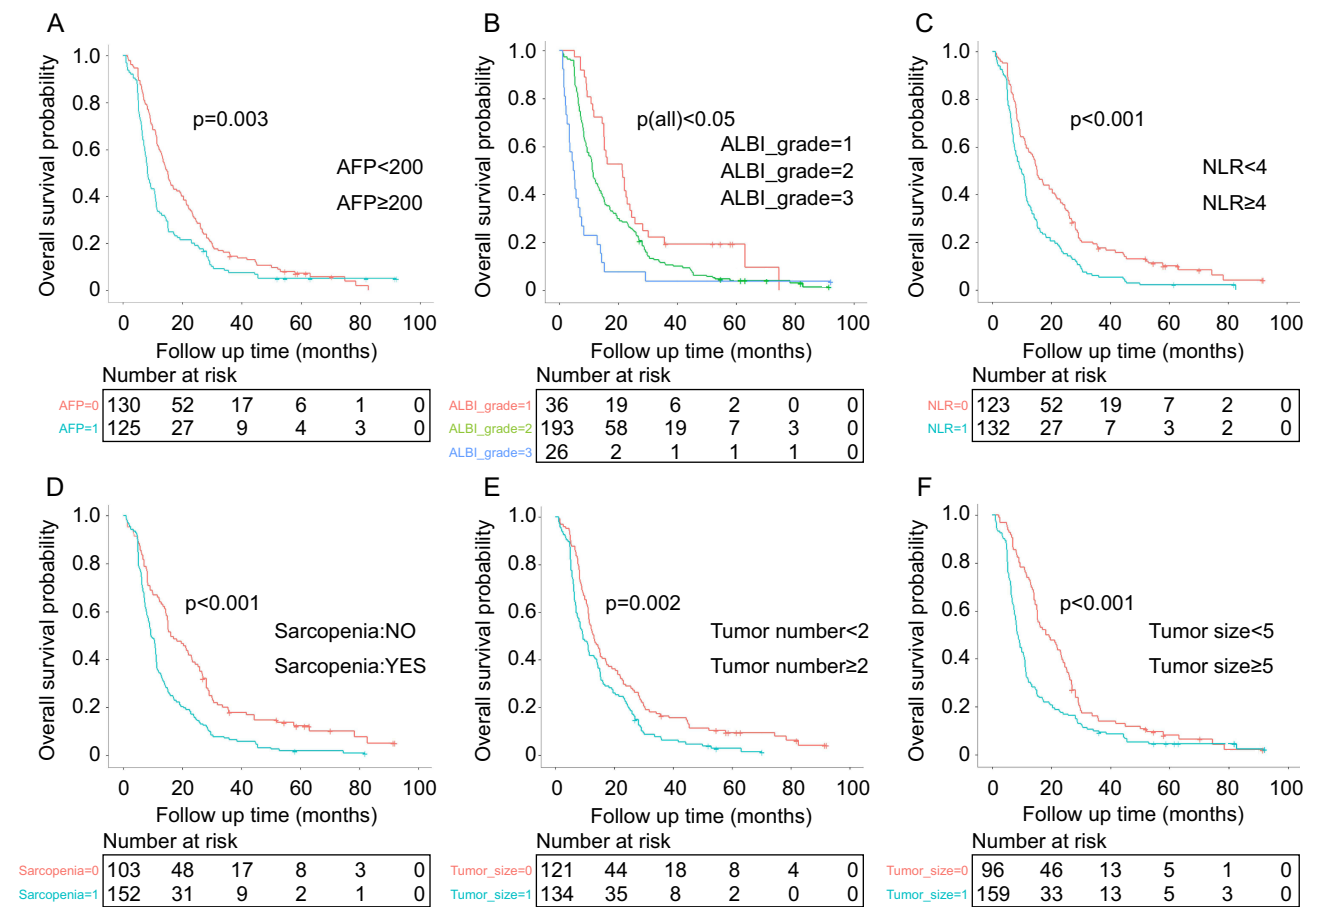 A
Overall survival probability
1.0
0.8
0.6
0.4
0.2
0
p=0.003
AFP<200
AFP≥200
0 20 40 60 80 100
Follow up time (months)
Number at risk
AFP=0 130 52 17 6 1 0
AFP=1 125 27 9 4 3 0
B
Overall survival probability
1.0
0.8
0.6
0.4
0.2
0
p(all)<0.05
ALBI_grade=1
ALBI_grade=2
ALBI_grade=3
0 20 40 60 80 100
Follow up time (months)
Number at risk
ALBI_grade=1 36 19 6 2 0 0
ALBI_grade=2 193 58 19 7 3 0
ALBI_grade=3 26 2 1 1 1 0
C
Overall survival probability
1.0
0.8
0.6
0.4
0.2
0
p<0.001
NLR<4
NLR≥4
0 20 40 60 80 100
Follow up time (months)
Number at risk
NLR=0 123 52 19 7 2 0
NLR=1 132 27 7 3 2 0
D
Overall survival probability
1.0
0.8
0.6
0.4
0.2
0
p<0.001
Sarcopenia:NO
Sarcopenia:YES
0 20 40 60 80 100
Follow up time (months)
Number at risk
Sarcopenia=0 103 48 17 8 3 0
Sarcopenia=1 152 31 9 2 1 0
E
Overall survival probability
1.0
0.8
0.6
0.4
0.2
0
p=0.002
Tumor number<2
Tumor number≥2
0 20 40 60 80 100
Follow up time (months)
Number at risk
Tumor_size=0 121 44 18 8 4 0
Tumor_size=1 134 35 8 2 0 0
F
Overall survival probability
1.0
0.8
0.6
0.4
0.2
0
p<0.001
Tumor size<5
Tumor size≥5
0 20 40 60 80 100
Follow up time (months)
Number at risk
Tumor_size=0 96 46 13 5 1 0
Tumor_size=1 159 33 13 5 3 0